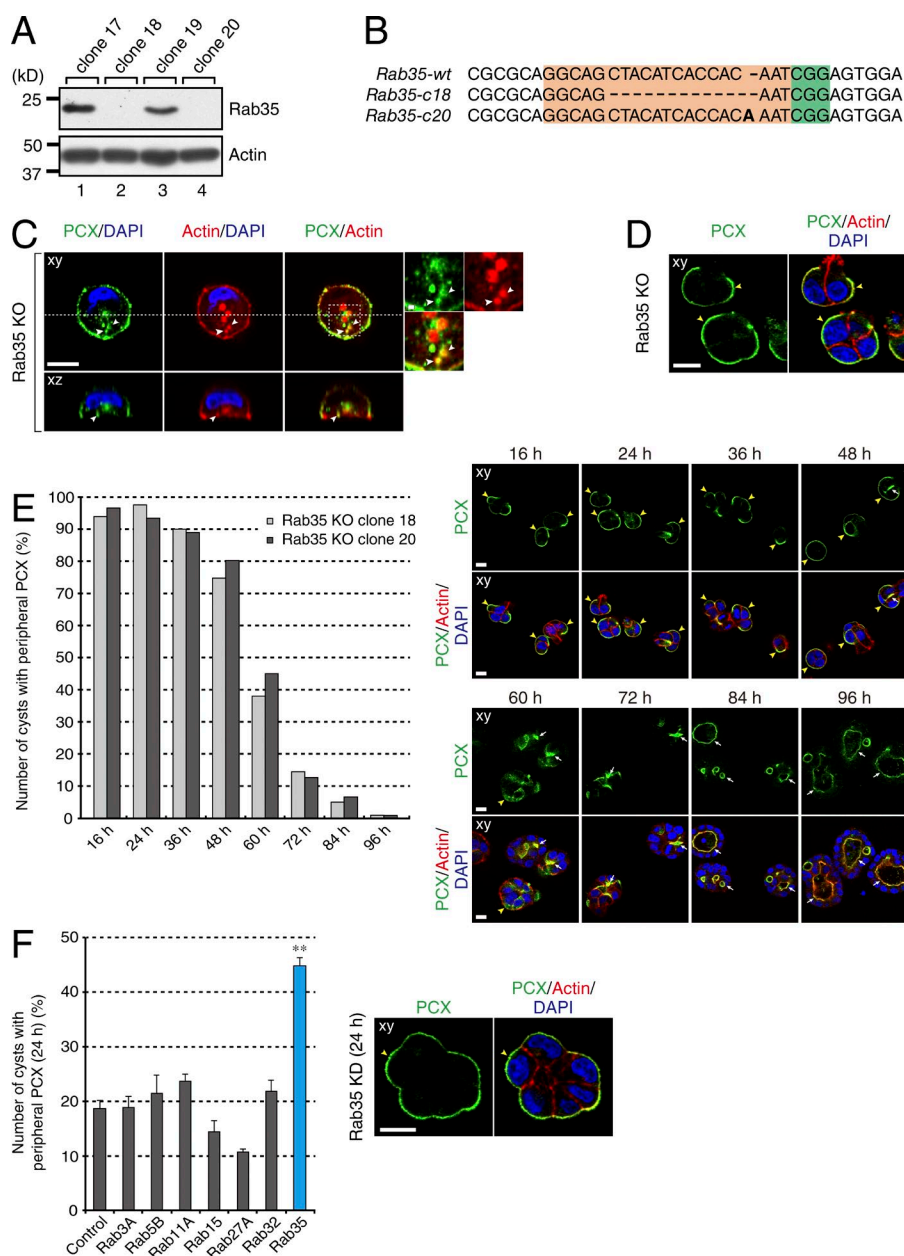 A
clone 17
clone 18
clone 19
clone 20
(kD)
25
Rab35
50
Actin
37
1 2 3 4
B
Rab35-wt CGCGCAGGCAGCTACATCACCAC-AATCGGAGTGGA
Rab35-c18 CGCGCAGGCAG-------------AATCGGAGTGGA
Rab35-c20 CGCGCAGGCAGCTACATCACCACAAATCGGAGTGGA
C
PCX/DAPI Actin/DAPI PCX/Actin
Rab35 KO
xy
xz
D
PCX
PCX/Actin/
DAPI
Rab35 KO
xy
E
Number of cysts with peripheral PCX (%)
100
90
80
70
60
50
40
30
20
10
0
Rab35 KO clone 18
Rab35 KO clone 20
16 h 24 h 36 h 48 h 60 h 72 h 84 h 96 h
16 h 24 h 36 h 48 h
PCX
xy
PCX/Actin/
DAPI
xy
60 h 72 h 84 h 96 h
PCX
xy
PCX/Actin/
DAPI
xy
F
Number of cysts with
peripheral PCX (24 h) (%)
50
40
30
20
10
0
**
Control Rab3A Rab5B Rab11A Rab15 Rab27A Rab32 Rab35
PCX
PCX/Actin/
DAPI
Rab35 KD (24 h)
xy